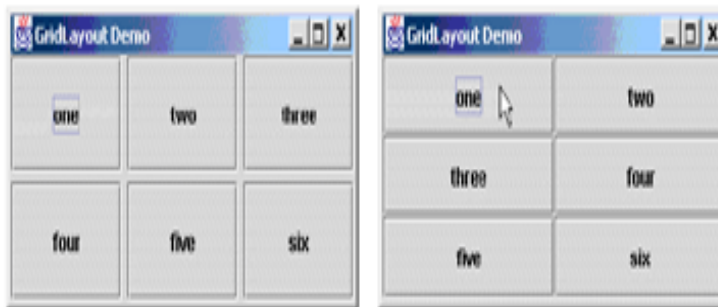 GridLayout Demo
one two three
four five six
GridLayout Demo
one two
three four
five six